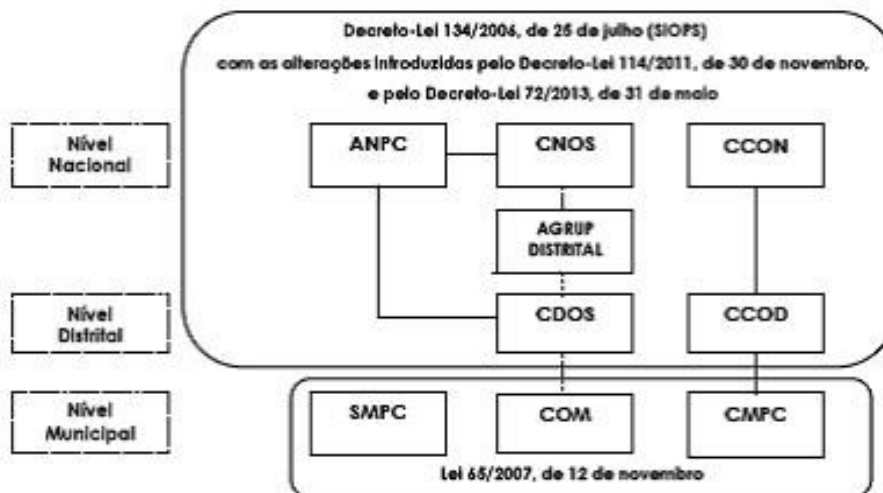 Decreto-Lei 134/2006, de 25 de julho (SIOPS)
com as alterações introduzidas pelo Decreto-Lei 114/2011, de 30 de novembro,
e pelo Decreto-Lei 72/2013, de 31 de maio
Nível
Nacional
ANPC
CNOS
CCON
AGRUP
DISTRITAL
Nível
Distrital
CDOS
CCOD
Nível
Municipal
SMPC
COM
CMPC
Lei 65/2007, de 12 de novembro